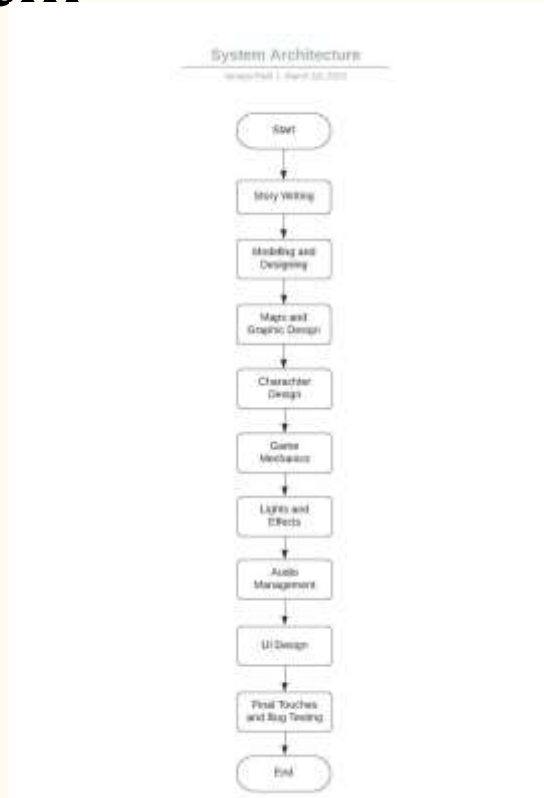 System Architecture
Start
Story Writing
Modeling and
Designing
Maps and
Graphic Design
Charachter
Design
Game
Mechanics
Lights and
Effects
Audio
Management
UI Design
Final Touches
and Bug Testing
End